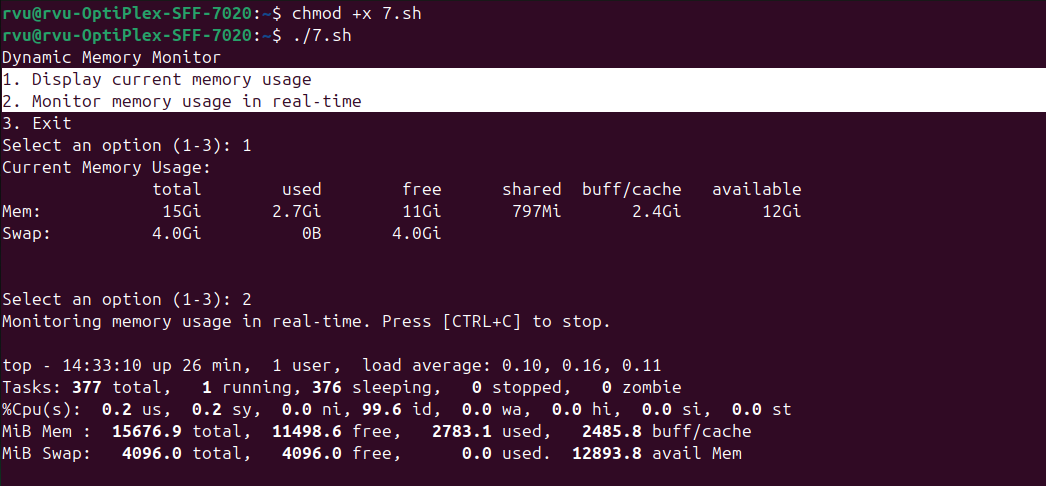 rvu@rvu-OptiPlex-SFF-7020:~$ chmod +x 7.sh
rvu@rvu-OptiPlex-SFF-7020:~$ ./7.sh
Dynamic Memory Monitor
1. Display current memory usage
2. Monitor memory usage in real-time
3. Exit
Select an option (1-3): 1
Current Memory Usage:
               total        used        free      shared  buff/cache   available
Mem:            15Gi       2.7Gi        11Gi       797Mi       2.4Gi        12Gi
Swap:          4.0Gi          0B       4.0Gi
Select an option (1-3): 2
Monitoring memory usage in real-time. Press [CTRL+C] to stop.
top - 14:33:10 up 26 min,  1 user,  load average: 0.10, 0.16, 0.11
Tasks: 377 total,   1 running, 376 sleeping,   0 stopped,   0 zombie
%Cpu(s):  0.2 us,  0.2 sy,  0.0 ni, 99.6 id,  0.0 wa,  0.0 hi,  0.0 si,  0.0 st
MiB Mem :  15676.9 total,  11498.6 free,   2783.1 used,   2485.8 buff/cache
MiB Swap:   4096.0 total,   4096.0 free,      0.0 used.  12893.8 avail Mem